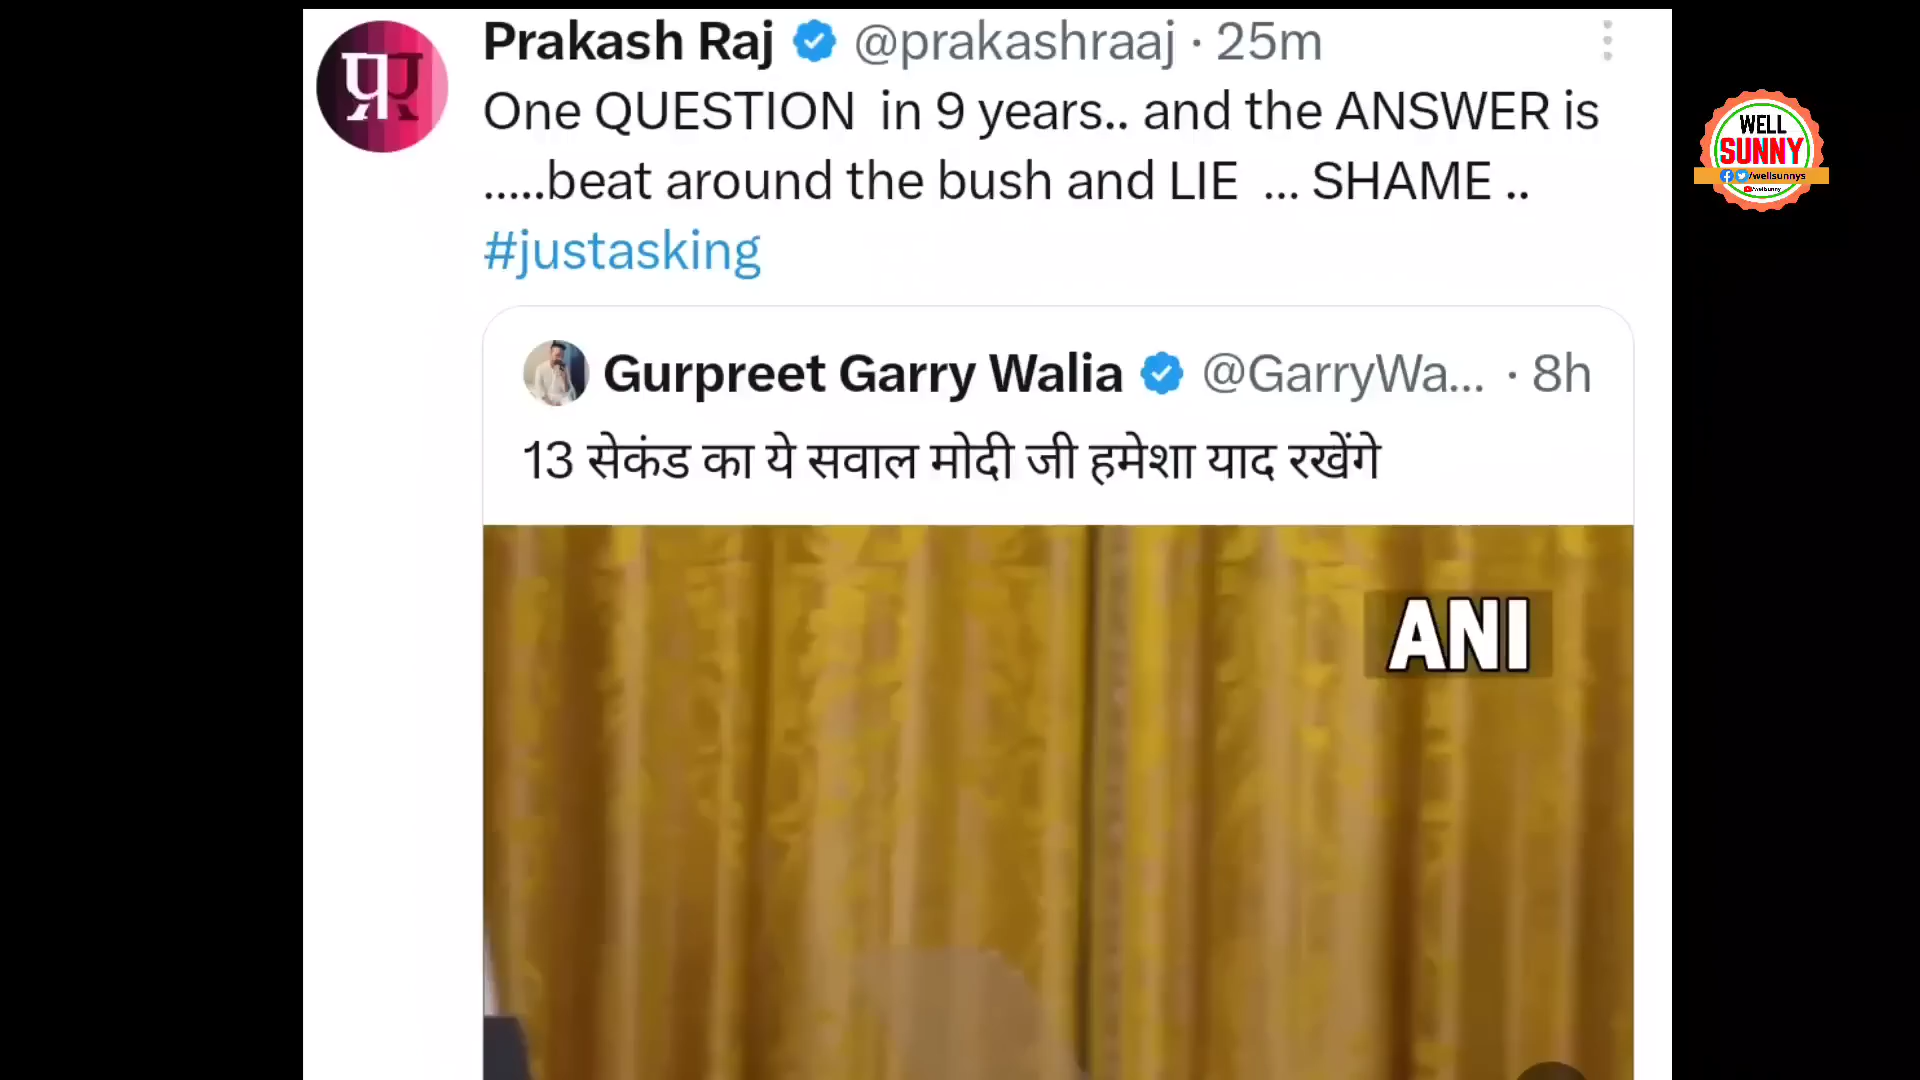 Prakash Raj @prakashraaj · 25m
One QUESTION in 9 years.. and the ANSWER is
.....beat around the bush and LIE ... SHAME ..
#justasking
Gurpreet Garry Walia @GarryWa... · 8h
13 सेकंड का ये सवाल मोदी जी हमेशा याद रखेंगे
ANI
WELL
SUNNY
/wellsunnys
/wellsunny